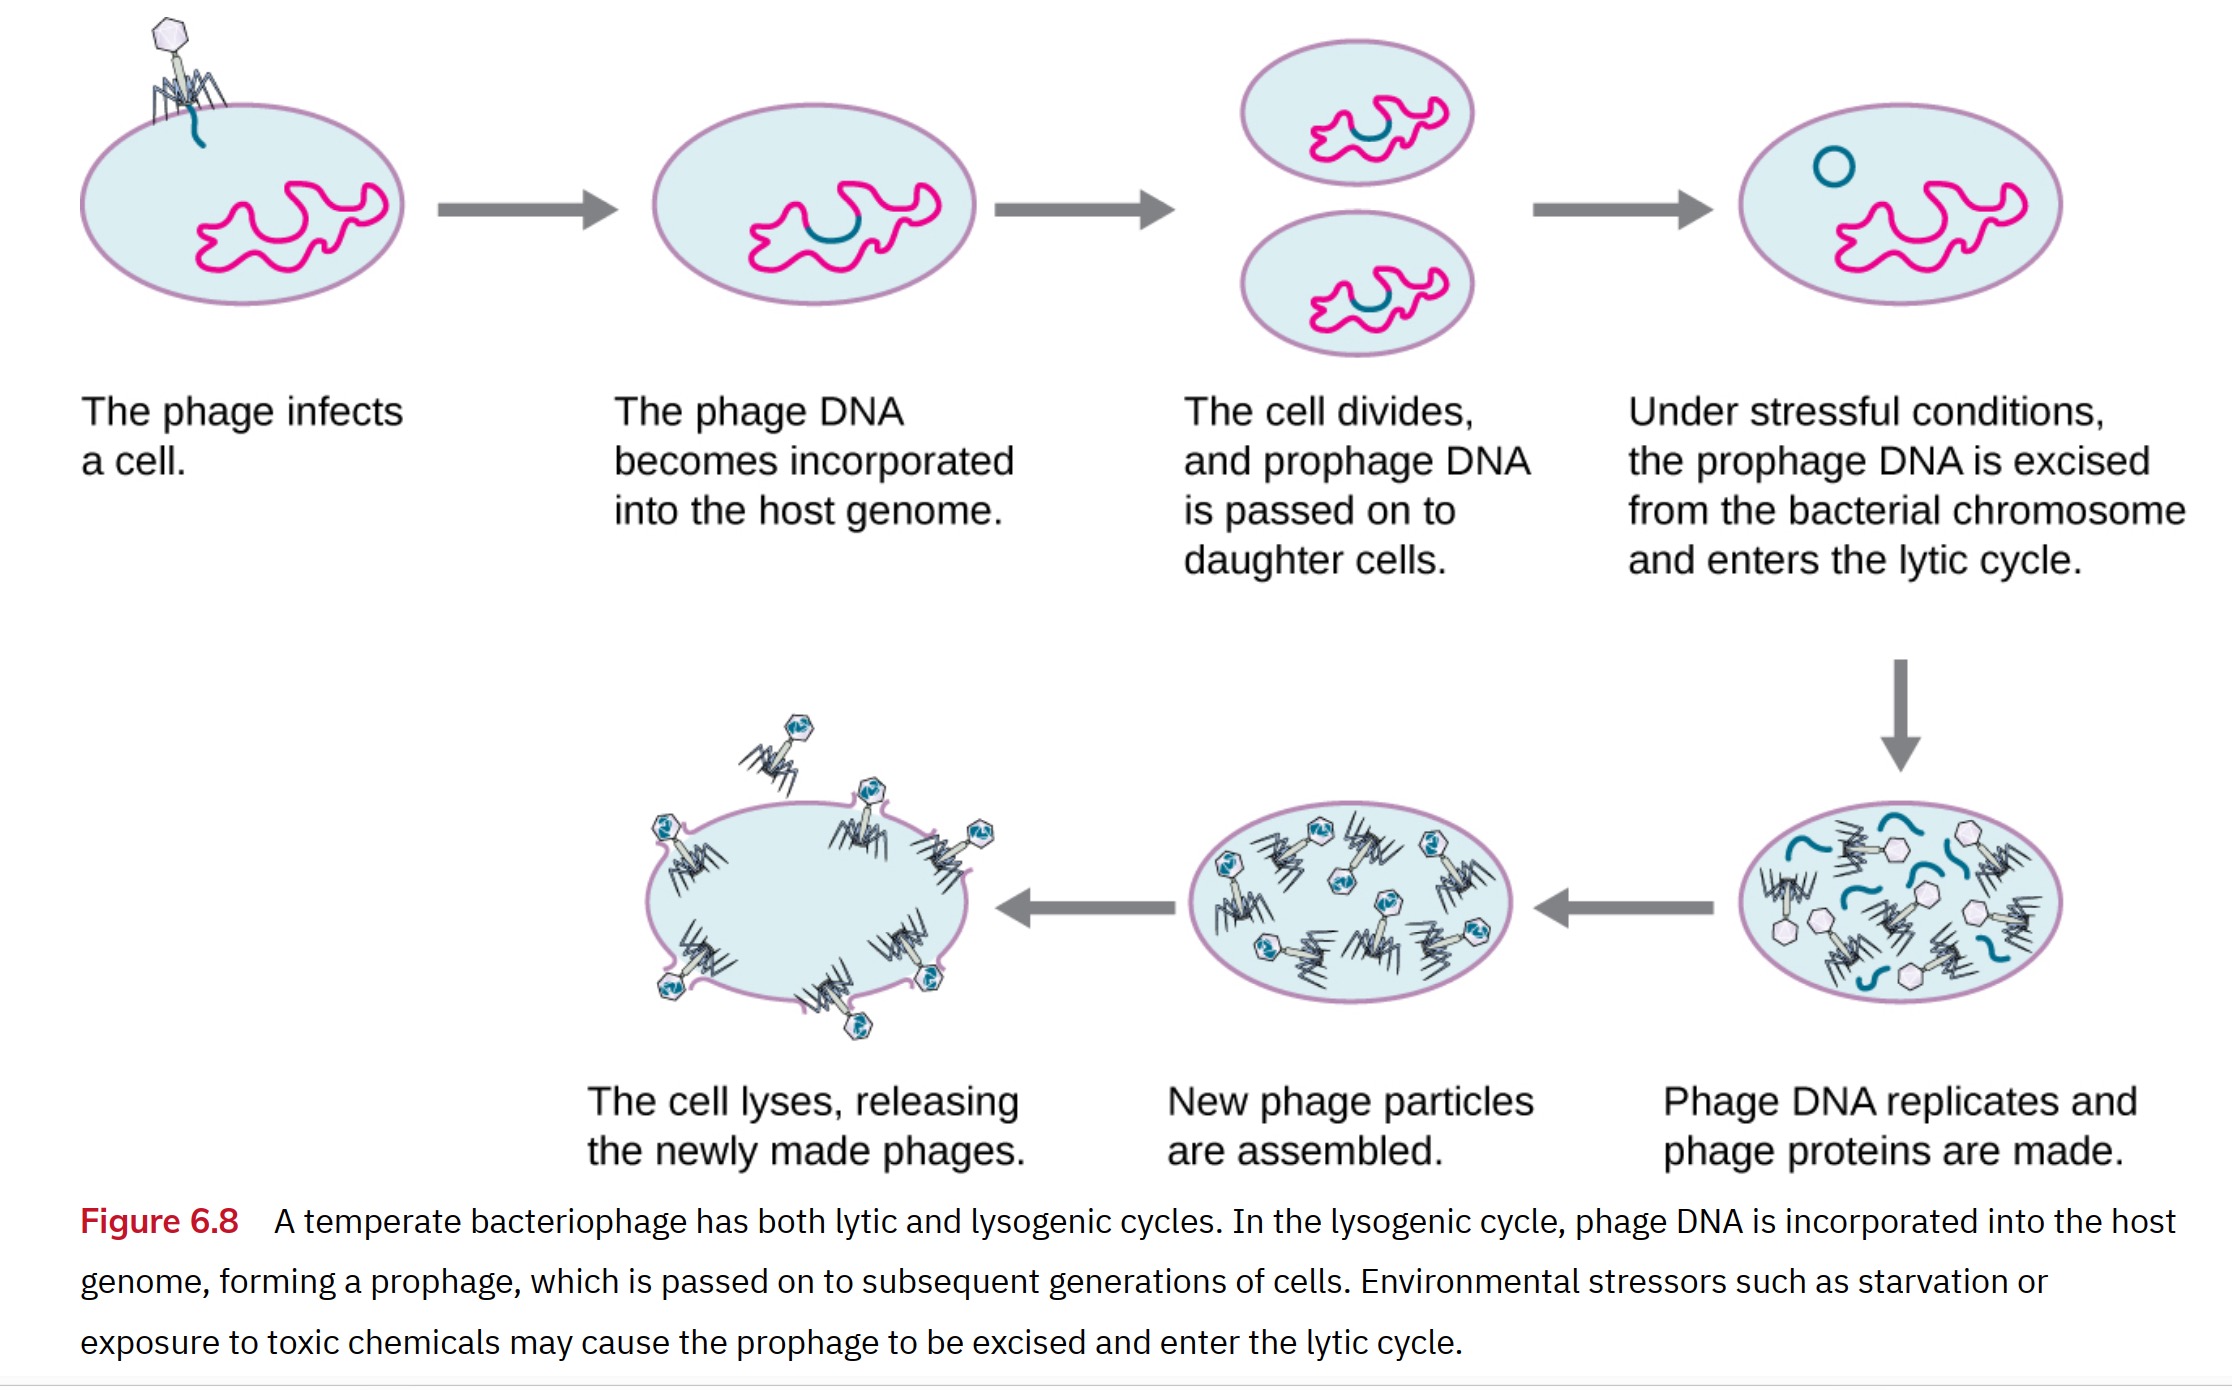 The phage infects
a cell.
The phage DNA
becomes incorporated
into the host genome.
The cell divides,
and prophage DNA
is passed on to
daughter cells.
Under stressful conditions,
the prophage DNA is excised
from the bacterial chromosome
and enters the lytic cycle.
The cell lyses, releasing
the newly made phages.
New phage particles
are assembled.
Phage DNA replicates and
phage proteins are made.
Figure 6.8 A temperate bacteriophage has both lytic and lysogenic cycles. In the lysogenic cycle, phage DNA is incorporated into the host
genome, forming a prophage, which is passed on to subsequent generations of cells. Environmental stressors such as starvation or
exposure to toxic chemicals may cause the prophage to be excised and enter the lytic cycle.